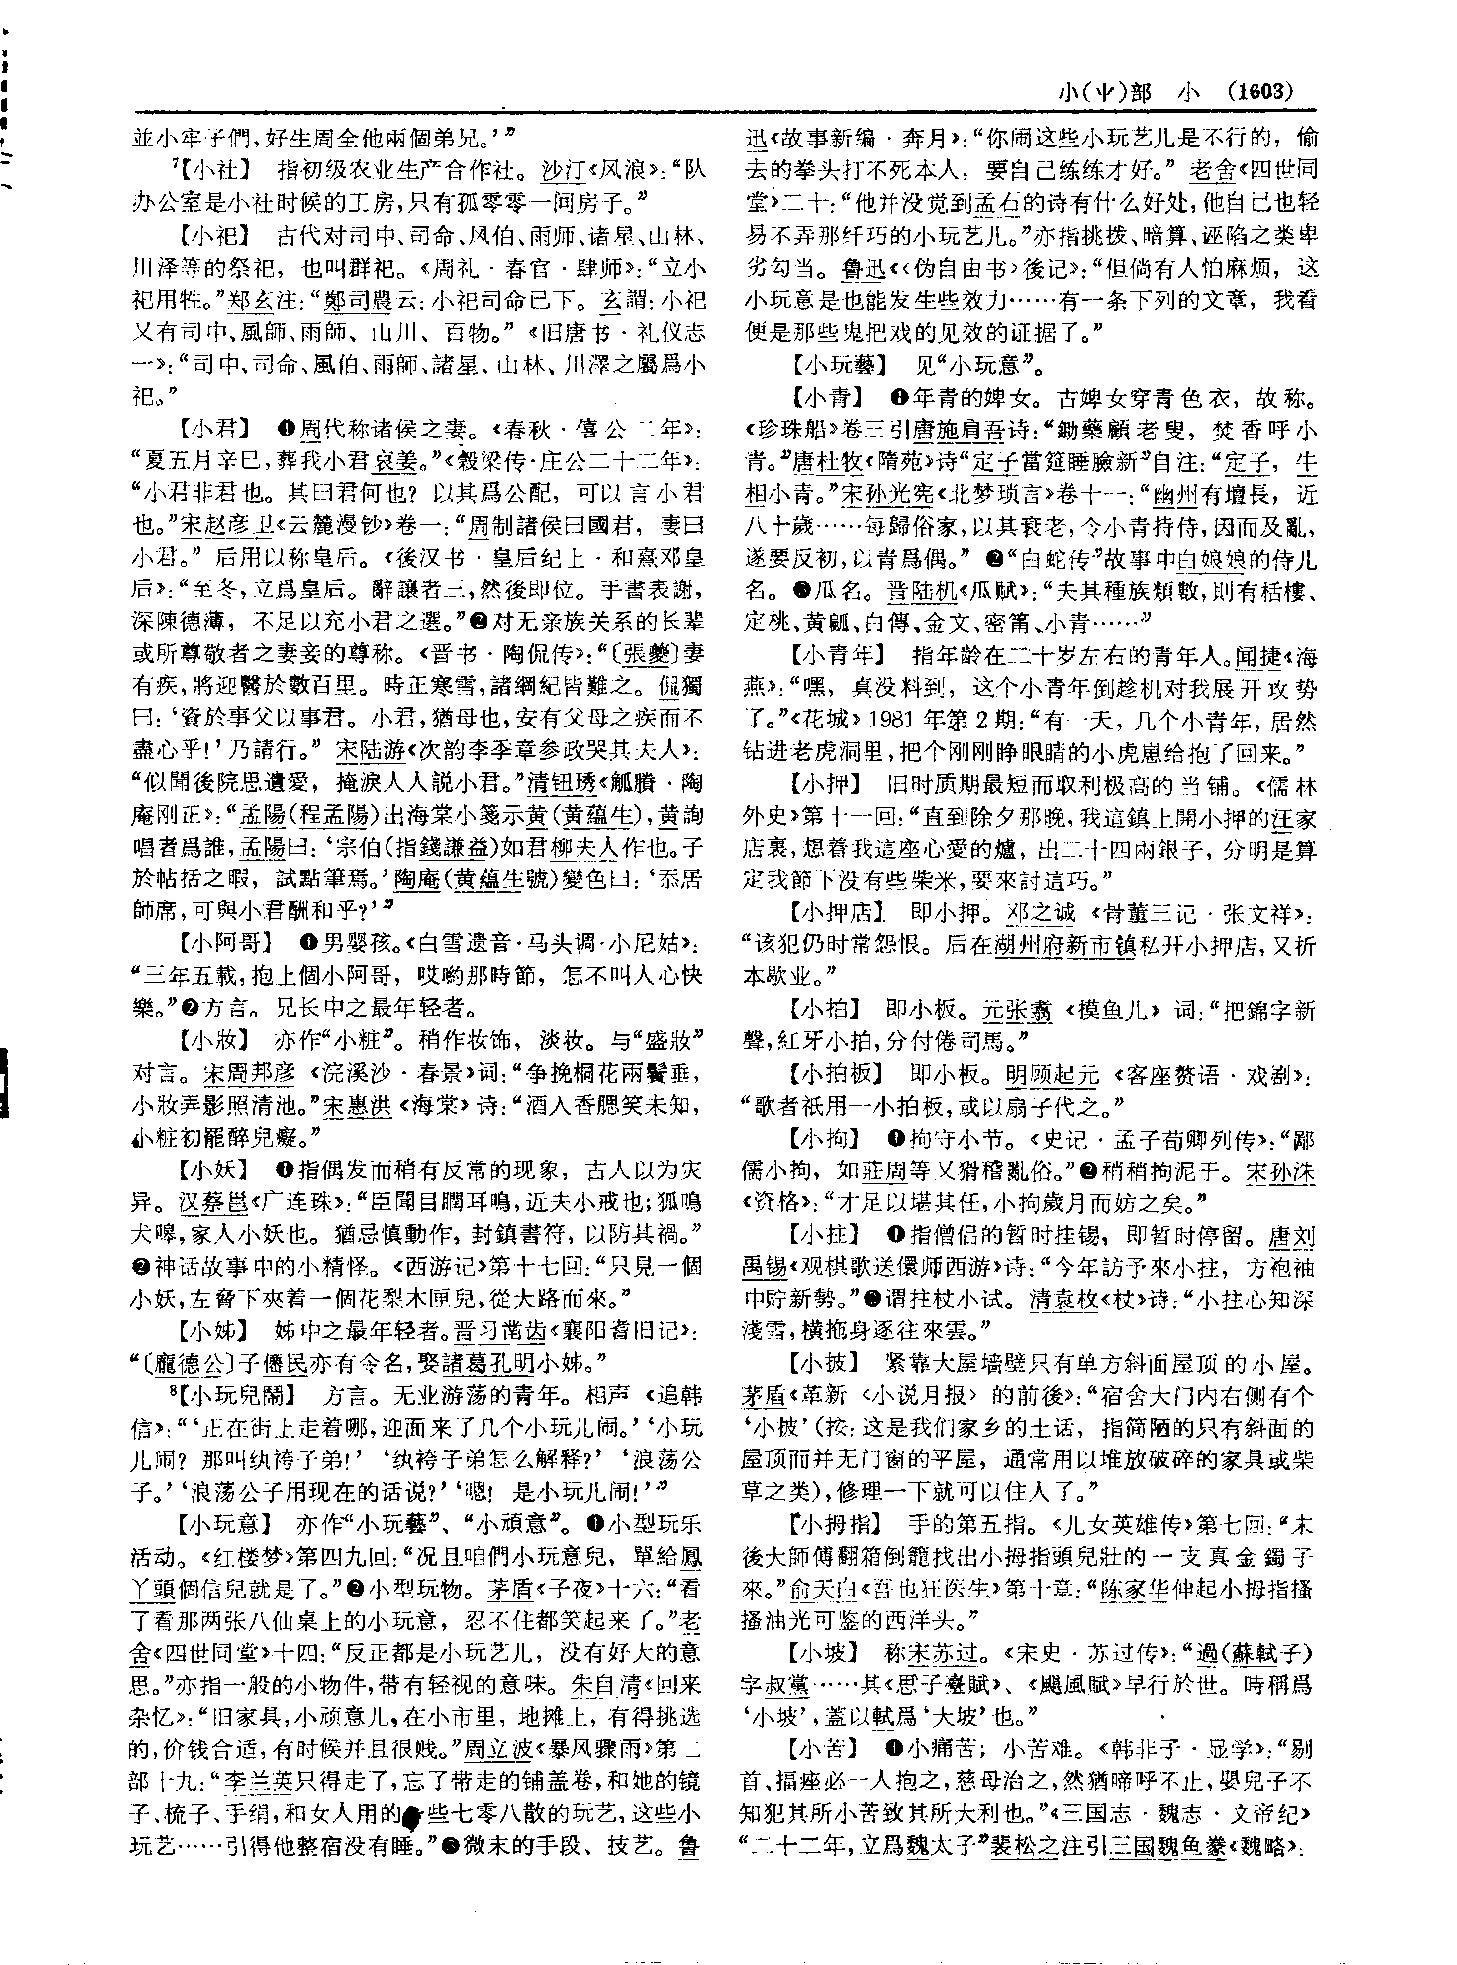 小(⺌)部　小　(1603)
並小牢子們，好生周全他兩個弟兄。’”
⁷【小社】　指初级农业生产合作社。沙汀《风浪》：“队
办公室是小社时候的工房，只有孤零零一间房子。”
【小祀】　古代对司中、司命、风伯、雨师、诸星、山林、
川泽等的祭祀，也叫群祀。《周礼·春官·肆师》：“立小
祀用牲。”郑玄注：“鄭司農云：小祀司命已下。玄謂：小祀
又有司中、風師、雨師、山川、百物。”《旧唐书·礼仪志
一》：“司中、司命、風伯、雨師、諸星、山林、川澤之屬爲小
祀。”
【小君】　❶周代称诸侯之妻。《春秋·僖公二年》：
“夏五月辛巳，葬我小君哀姜。”《穀梁传·庄公二十二年》：
“小君非君也。其曰君何也？以其爲公配，可以言小君
也。”宋赵彦卫《云麓漫钞》卷一：“周制諸侯曰國君，妻曰
小君。”后用以称皇后。《後汉书·皇后纪上·和熹邓皇
后》：“至冬，立爲皇后。辭讓者三，然後即位。手書表謝，
深陳德薄，不足以充小君之選。”❷对无亲族关系的长辈
或所尊敬者之妻妾的尊称。《晋书·陶侃传》：“〔張夔〕妻
有疾，將迎醫於數百里。時正寒雪，諸綱紀皆難之。侃獨
曰：‘資於事父以事君。小君，猶母也，安有父母之疾而不
盡心乎！’乃請行。”宋陆游《次韵李季章参政哭其夫人》：
“似聞後院思遺愛，掩淚人人説小君。”清钮琇《觚賸·陶
庵刚正》：“孟陽(程孟陽)出海棠小箋示黄(黄蕴生)，黄詢
唱者爲誰，孟陽曰：‘宗伯(指錢謙益)如君柳夫人作也。子
於帖括之暇，試點筆焉。’陶庵(黄蕴生號)變色曰：‘忝居
師席，可與小君酬和乎？’”
【小阿哥】　❶男婴孩。《白雪遗音·马头调·小尼姑》：
“三年五載，抱上個小阿哥，哎喲那時節，怎不叫人心快
樂。”❷方言。兄长中之最年轻者。
【小妝】　亦作“小粧”。稍作妆饰，淡妆。与“盛妝”
对言。宋周邦彦《浣溪沙·春景》词：“争挽桐花兩鬢垂，
小妝弄影照清池。”宋惠洪《海棠》诗：“酒入香腮笑未知，
小粧初罷醉兒癡。”
【小妖】　❶指偶发而稍有反常的现象，古人以为灾
异。汉蔡邕《广连珠》：“臣聞目瞤耳鳴，近夫小戒也；狐鳴
犬嗥，家人小妖也。猶忌慎動作，封鎮書符，以防其禍。”
❷神话故事中的小精怪。《西游记》第十七回：“只見一個
小妖，左脅下夾着一個花梨木匣兒，從大路而來。”
【小姊】　姊中之最年轻者。晋习凿齿《襄阳耆旧记》：
“〔龐德公〕子僠民亦有令名，娶諸葛孔明小姊。”
⁸【小玩兒鬧】　方言。无业游荡的青年。相声《追韩
信》：“‘正在街上走着哪，迎面来了几个小玩儿闹。’‘小玩
儿闹？那叫纨袴子弟！’‘纨袴子弟怎么解释？’‘浪荡公
子。’‘浪荡公子用现在的话说？’‘嗯！是小玩儿闹！’”
【小玩意】　亦作“小玩藝”、“小頑意”。❶小型玩乐
活动。《红楼梦》第四九回：“况且咱們小玩意兒，單給鳳
丫頭個信兒就是了。”❷小型玩物。茅盾《子夜》十六：“看
了看那两张八仙桌上的小玩意，忍不住都笑起来了。”老
舍《四世同堂》十四：“反正都是小玩艺儿，没有好大的意
思。”亦指一般的小物件，带有轻视的意味。朱自清《回来
杂忆》：“旧家具，小顽意儿，在小市里，地摊上，有得挑选
的，价钱合适，有时候并且很贱。”周立波《暴风骤雨》第二
部十九：“李兰英只得走了，忘了带走的铺盖卷，和她的镜
子、梳子、手绢，和女人用的 些七零八散的玩艺，这些小
玩艺……引得他整宿没有睡。”❸微末的手段、技艺。鲁
迅《故事新编·奔月》：“你闹这些小玩艺儿是不行的，偷
去的拳头打不死本人，要自己练练才好。”老舍《四世同
堂》二十：“他并没觉到孟石的诗有什么好处，他自己也轻
易不弄那纤巧的小玩艺儿。”亦指挑拨、暗算、诬陷之类卑
劣勾当。鲁迅《〈伪自由书〉後记》：“但倘有人怕麻烦，这
小玩意是也能发生些效力……有一条下列的文章，我看
便是那些鬼把戏的见效的证据了。”
【小玩藝】　见“小玩意”。
【小青】　❶年青的婢女。古婢女穿青色衣，故称。
《珍珠船》卷三引唐施肩吾诗：“鋤藥顧老叟，焚香呼小
青。”唐杜牧《隋苑》诗“定子當筵睡臉新”自注：“定子，牛
相小青。”宋孙光宪《北梦琐言》卷十一：“幽州有壇長，近
八十歲……每歸俗家，以其衰老，令小青持侍，因而及亂，
遂要反初，以青爲偶。”❷“白蛇传”故事中白娘娘的侍儿
名。❸瓜名。晋陆机《瓜赋》：“夫其種族類數，則有栝樓、
定桃、黄瓤、白傳、金文、密筩、小青……”
【小青年】　指年龄在二十岁左右的青年人。闻捷《海
燕》：“嘿，真没料到，这个小青年倒趁机对我展开攻势
了。”《花城》1981年第2期：“有一天，几个小青年，居然
钻进老虎洞里，把个刚刚睁眼睛的小虎崽给抱了回来。”
【小押】　旧时质期最短而取利极高的当铺。《儒林
外史》第十一回：“直到除夕那晚，我這鎮上開小押的汪家
店裏，想着我這座心愛的爐，出二十四兩銀子，分明是算
定我節下没有些柴米，要來討這巧。”
【小押店】　即小押。邓之诚《骨董三记·张文祥》：
“该犯仍时常怨恨。后在湖州府新市镇私开小押店，又折
本歇业。”
【小拍】　即小板。元张翥《摸鱼儿》词：“把錦字新
聲，紅牙小拍，分付倦司馬。”
【小拍板】　即小板。明顾起元《客座赘语·戏剧》：
“歌者祇用一小拍板，或以扇子代之。”
【小拘】　❶拘守小节。《史记·孟子荀卿列传》：“鄙
儒小拘，如莊周等又猾稽亂俗。”❷稍稍拘泥于。宋孙洙
《资格》：“才足以堪其任，小拘歲月而妨之矣。”
【小拄】　❶指僧侣的暂时挂锡，即暂时停留。唐刘
禹锡《观棋歌送儇师西游》诗：“今年訪予來小拄，方袍袖
中貯新勢。”❷谓拄杖小试。清袁枚《杖》诗：“小拄心知深
淺雪，横拖身逐往來雲。”
【小披】　紧靠大屋墙壁只有单方斜面屋顶的小屋。
茅盾《革新〈小说月报〉的前後》：“宿舍大门内右侧有个
‘小披’(按：这是我们家乡的土话，指简陋的只有斜面的
屋顶而并无门窗的平屋，通常用以堆放破碎的家具或柴
草之类)，修理一下就可以住人了。”
【小拇指】　手的第五指。《儿女英雄传》第七回：“末
後大師傅翻箱倒籠找出小拇指頭兒壯的一支真金鐲子
來。”俞天白《吾也狂医生》第十章：“陈家华伸起小拇指搔
搔油光可鉴的西洋头。”
【小坡】　称宋苏过。《宋史·苏过传》：“過(蘇軾子)
字叔黨……其《思子臺賦》、《颶風賦》早行於世。時稱爲
‘小坡’，蓋以軾爲‘大坡’也。”
【小苦】　❶小痛苦；小苦难。《韩非子·显学》：“剔
首、揊痤必一人抱之，慈母治之，然猶啼呼不止，嬰兒子不
知犯其所小苦致其所大利也。”《三国志·魏志·文帝纪》
“二十二年，立爲魏太子”裴松之注引三国魏鱼豢《魏略》：